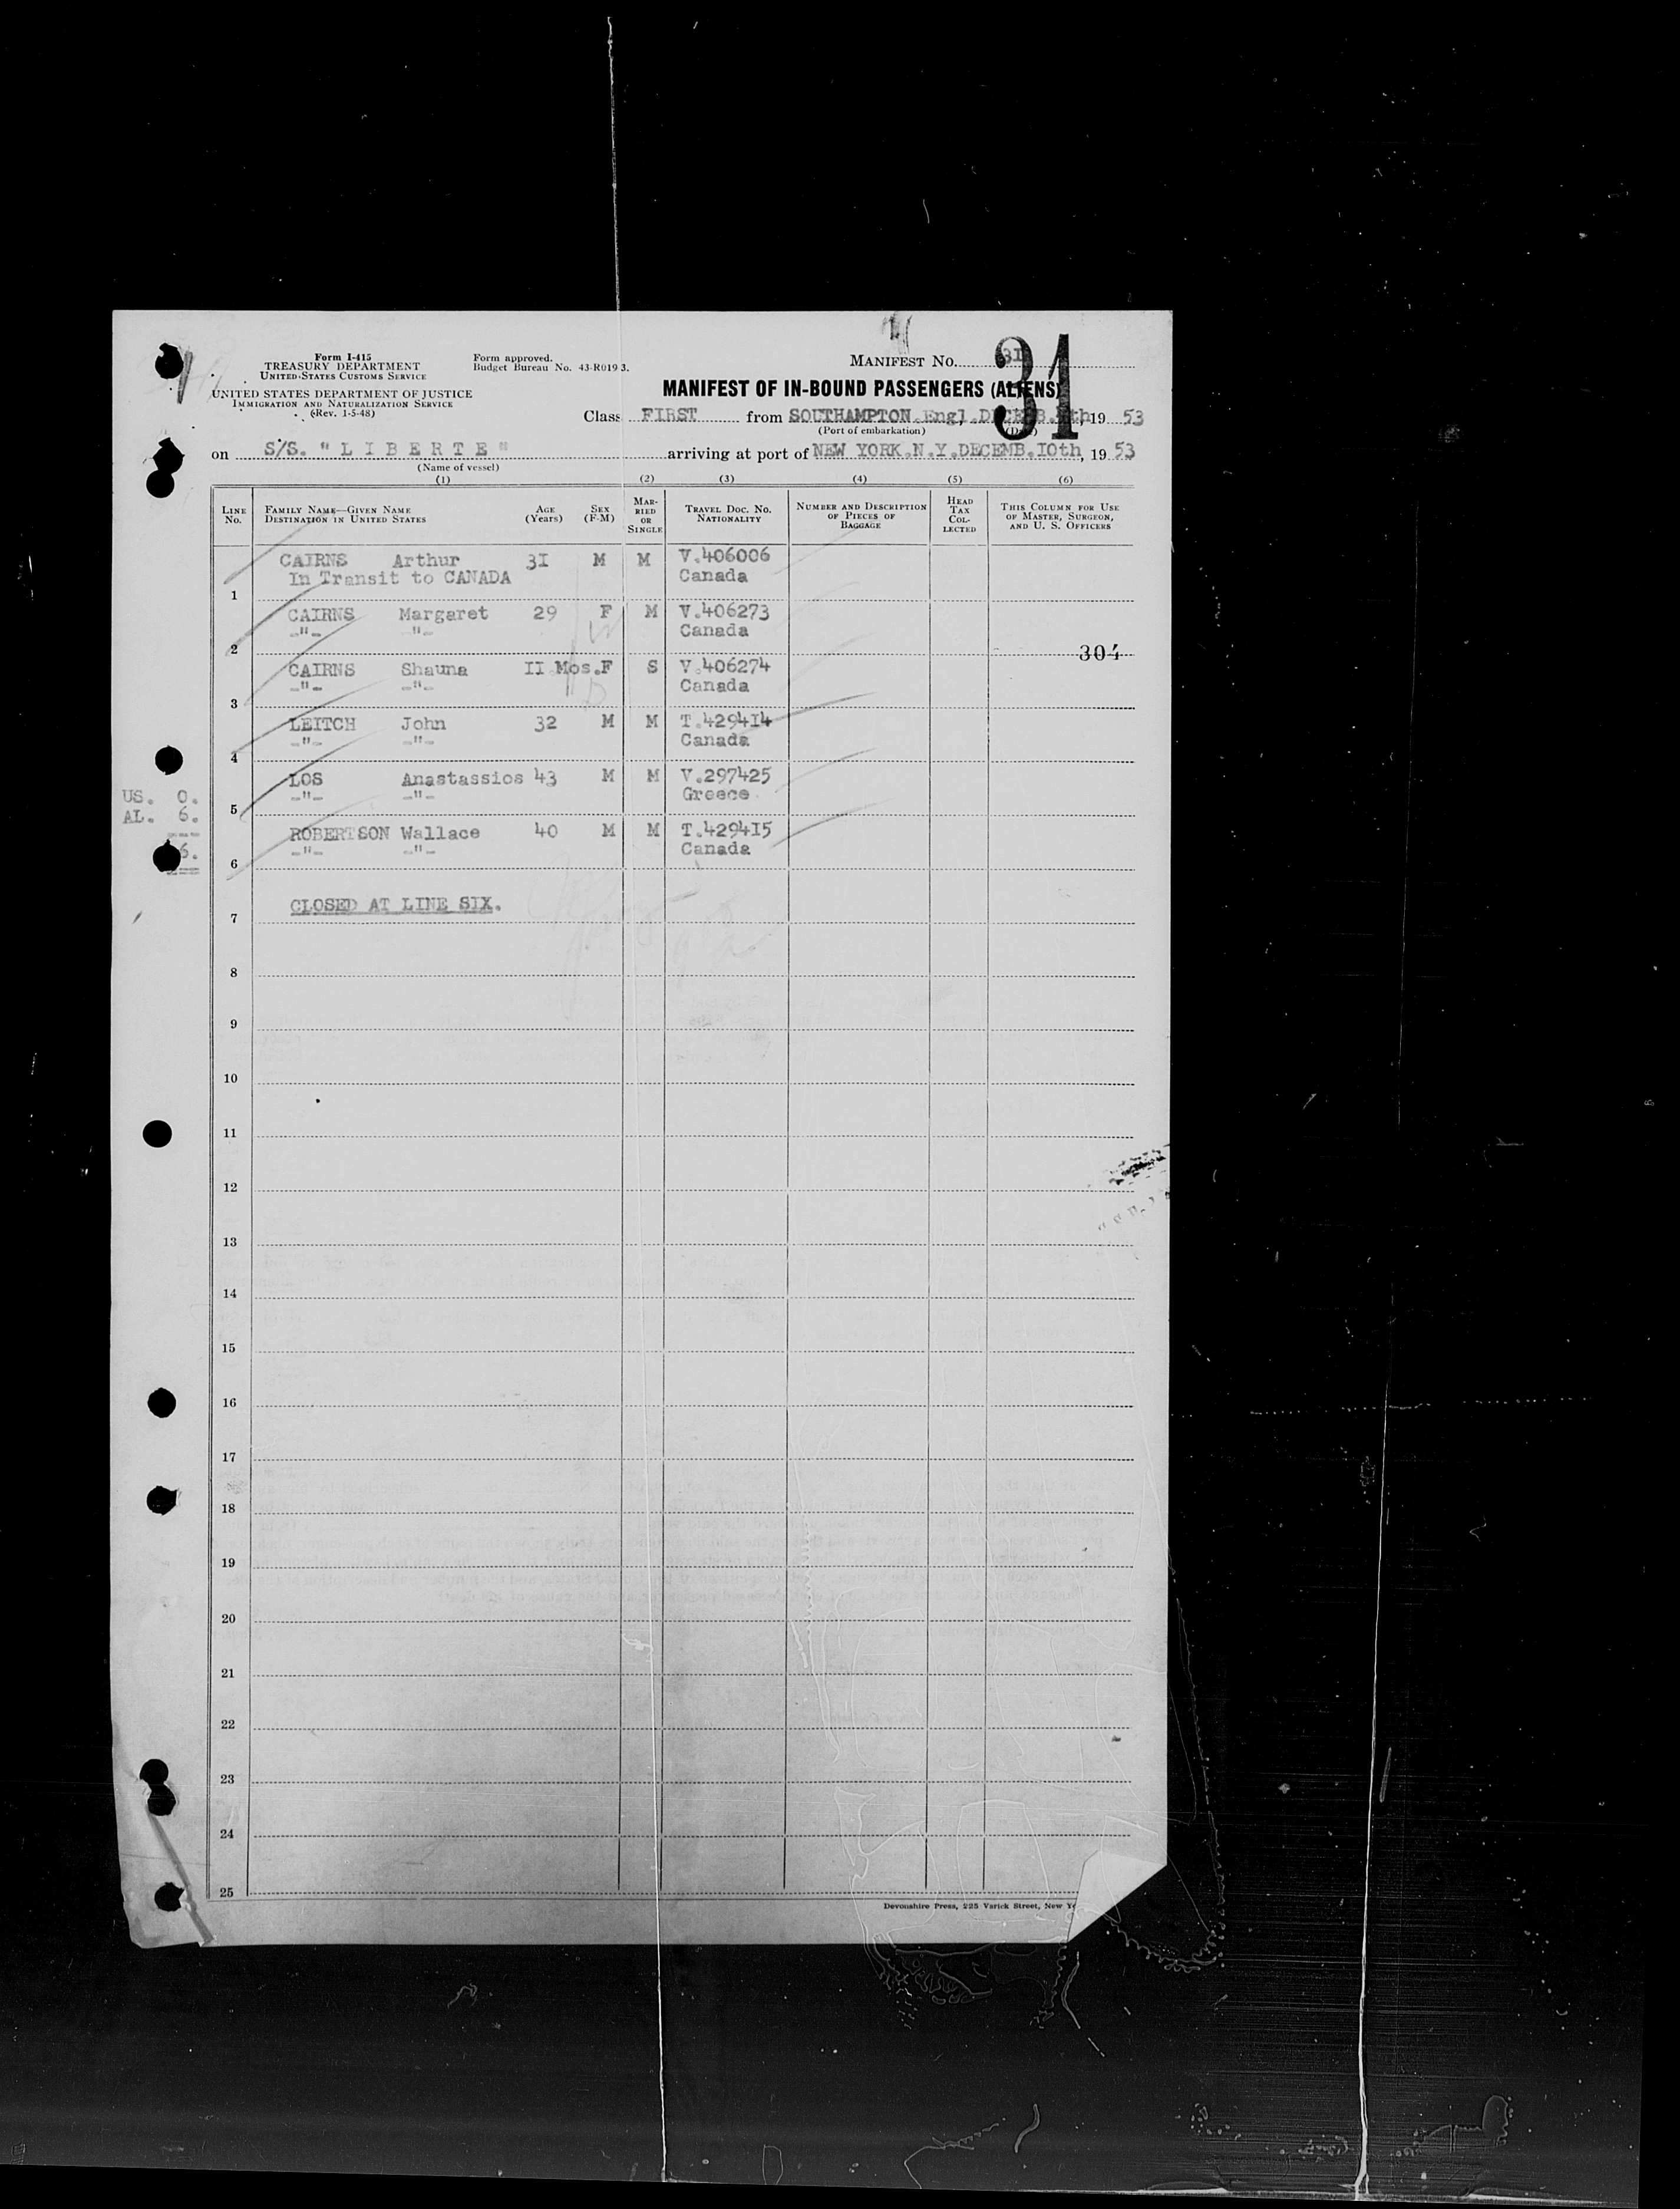 Form I-415
TREASURY DEPARTMENT
UNITED STATES CUSTOMS SERVICE
UNITED STATES DEPARTMENT OF JUSTICE
IMMIGRATION AND NATURALIZATION SERVICE
(Rev. 1-5-48)
Form approved.
Budget Bureau No. 43-R019 3.
MANIFEST No. 3I
31
MANIFEST OF IN-BOUND PASSENGERS (ALIENS)
Class FIRST from SOUTHAMPTON.Engl. 19 53
(Port of embarkation) (Date)
on S/S. "L I B E R T E" arriving at port of NEW YORK.N.Y.DECEMB.IOth, 19 53
(Name of vessel)
(1) (2) (3) (4) (5) (6)
LINE No. FAMILY NAME—GIVEN NAME DESTINATION IN UNITED STATES AGE (Years) SEX (F-M) MARRIED OR SINGLE TRAVEL DOC. NO. NATIONALITY NUMBER AND DESCRIPTION OF PIECES OF BAGGAGE HEAD TAX COLLECTED THIS COLUMN FOR USE OF MASTER, SURGEON, AND U. S. OFFICERS
CAIRNS Arthur 3I M M V.406006
In Transit to CANADA Canada
1
CAIRNS Margaret 29 F M V.406273
-"- -"- Canada
2 304
CAIRNS Shauna II Mos.F S V.406274
-"- -"- Canada
3
LEITCH John 32 M M T.4294I4
-"- -"- Canada
4
LOS Anastassios 43 M M V.297425
-"- -"- Greece
US. 0.
5
AL. 6.
ROBERTSON Wallace 40 M M T.4294I5
-"- -"- Canada
6.
6
CLOSED AT LINE SIX.
7
8
9
10
11
12
13
14
15
16
17
18
19
20
21
22
23
24
25
Devonshire Press, 225 Varick Street, New Yo